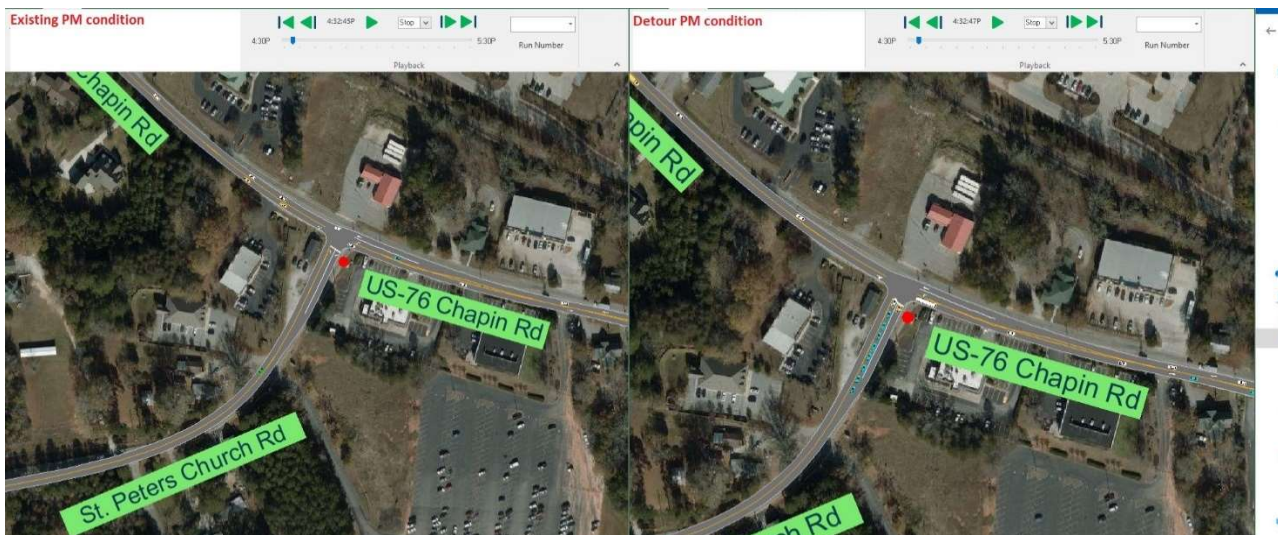 Existing PM condition
4:32:45P
Stop
4:30P
5:30P
Run Number
Playback
Chapin Rd
US-76 Chapin Rd
St. Peters Church Rd
Detour PM condition
4:32:47P
Stop
4:30P
5:30P
Run Number
Playback
pin Rd
US-76 Chapin Rd
ch Rd